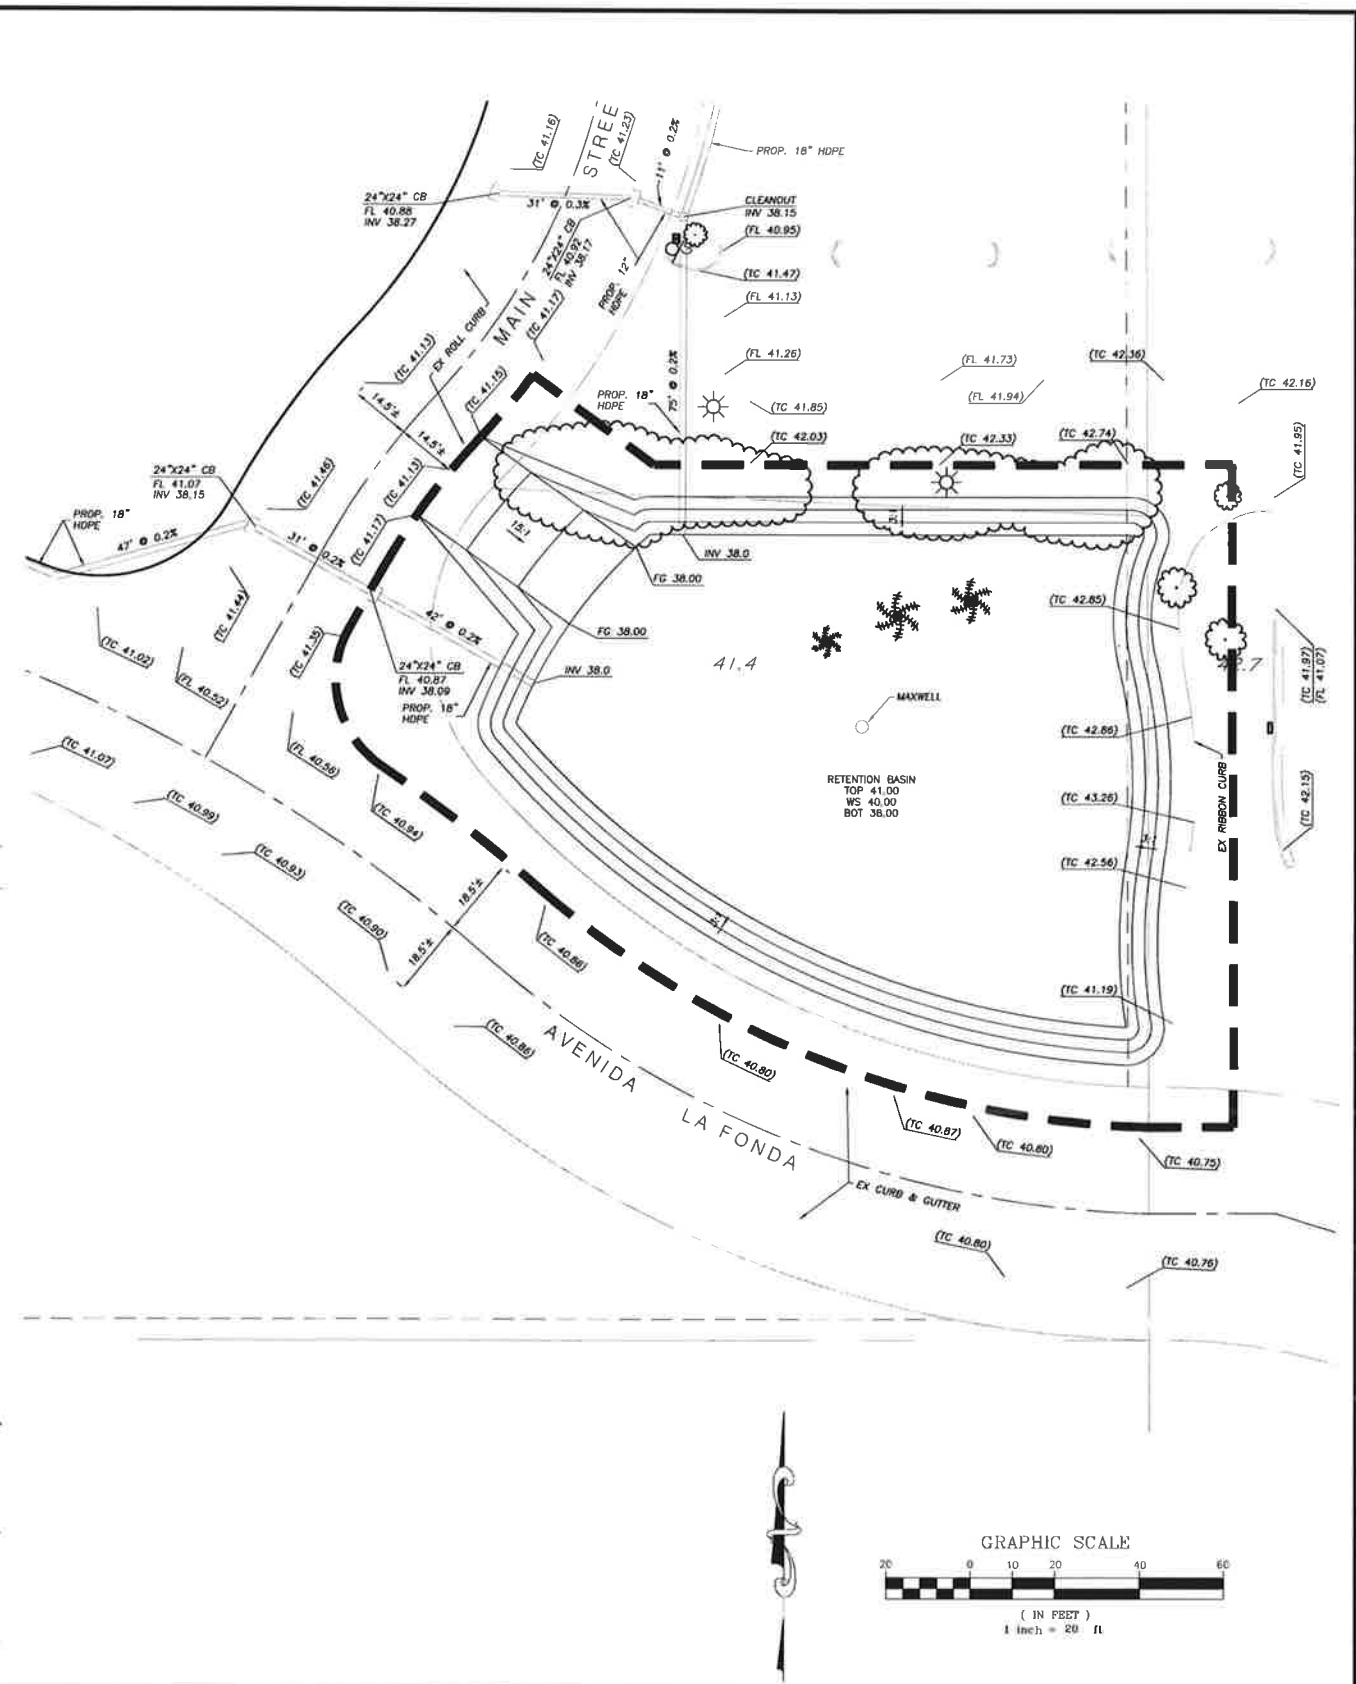 (TC 41.16)
STREE
(TC 41.23)
11' @ 0.2%
PROP. 18" HDPE
24"X24" CB
FL 40.88
INV 38.27
31' @ 0.3%
CLEANOUT
INV 38.15
(FL 40.95)
24"X24" CB
FL 40.92
INV 38.17
PROP. 12"
HDPE
(TC 41.47)
(FL 41.13)
MAIN
(TC 41.17)
EX ROLL CURB
(TC 41.13)
(TC 41.15)
75' @ 0.2%
(FL 41.26)
(FL 41.73)
(TC 42.36)
(FL 41.94)
(TC 42.16)
PROP. 18"
HDPE
14.5'±
14.5'±
(TC 41.85)
(TC 42.03)
(TC 42.33)
(TC 42.74)
(TC 41.95)
24"X24" CB
FL 41.07
INV 38.15
(TC 41.46)
(TC 41.13)
(TC 41.17)
PROP. 18"
HDPE
47' @ 0.2%
31' @ 0.2%
15:1
3:1
INV 38.0
FG 38.00
(TC 41.44)
42' @ 0.2%
FG 38.00
(TC 42.85)
(TC 41.02)
(TC 41.35)
(FL 40.52)
24"X24" CB
FL 40.87
INV 38.09
PROP. 18"
HDPE
INV 38.0
41.4
MAXWELL
(TC 41.97)
(FL 41.07)
(TC 41.07)
(FL 40.56)
(TC 42.86)
EX RIBBON CURB
RETENTION BASIN
TOP 41.00
WS 40.00
BOT 38.00
(TC 40.99)
(TC 40.94)
(TC 43.26)
(TC 42.15)
3:1
(TC 40.93)
(TC 42.56)
18.5'±
18.5'±
(TC 40.90)
(TC 40.86)
(TC 41.19)
(TC 40.86)
AVENIDA
LA FONDA
(TC 40.80)
(TC 40.87)
(TC 40.80)
(TC 40.75)
EX CURB & GUTTER
(TC 40.80)
(TC 40.76)
GRAPHIC SCALE
20 0 10 20 40 60
( IN FEET )
1 inch = 20 ft